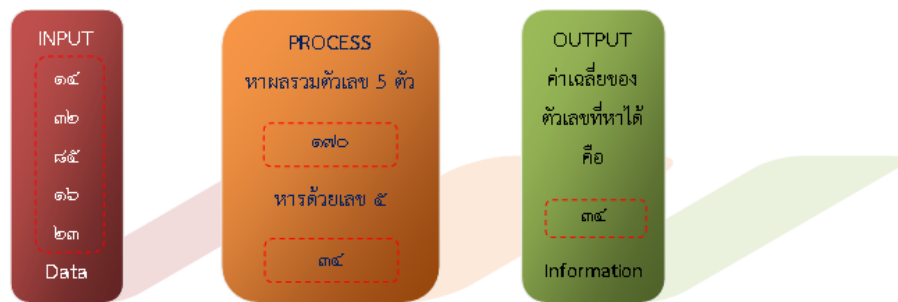 INPUT
๑๔
๓๒
๘๕
๑๖
๒๓
Data
PROCESS
หาผลรวมตัวเลข 5 ตัว
๑๗๐
หารด้วยเลข ๕
๓๔
OUTPUT
ค่าเฉลี่ยของ
ตัวเลขที่หาได้
คือ
๓๔
Information